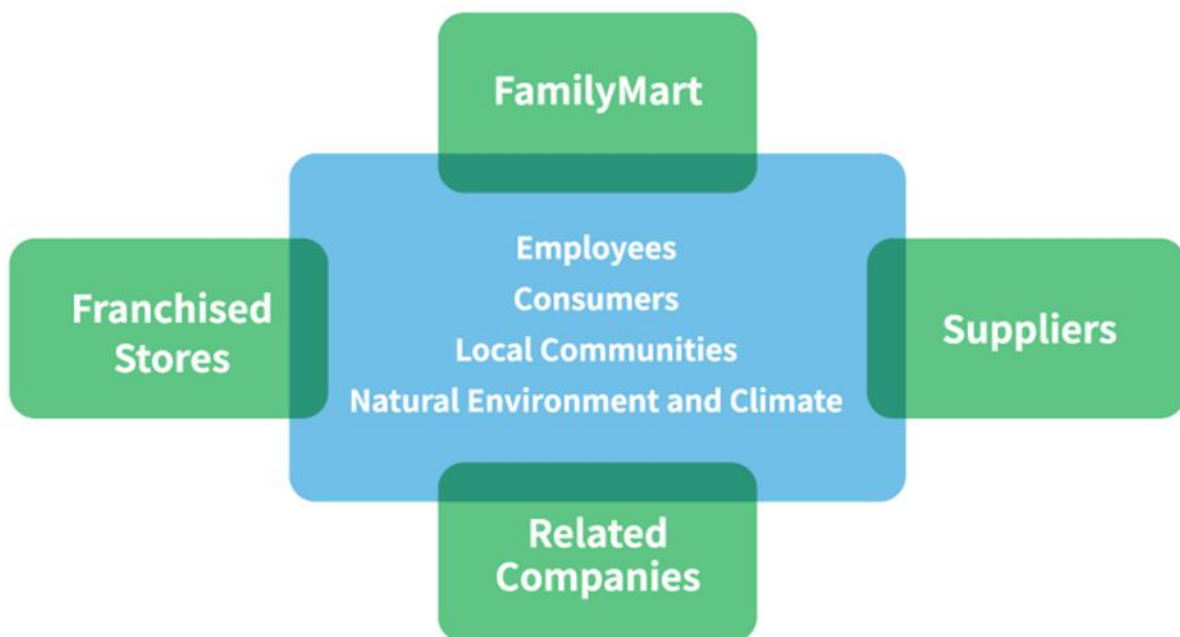 FamilyMart
Franchised
Stores
Employees
Consumers
Local Communities
Natural Environment and Climate
Suppliers
Related
Companies